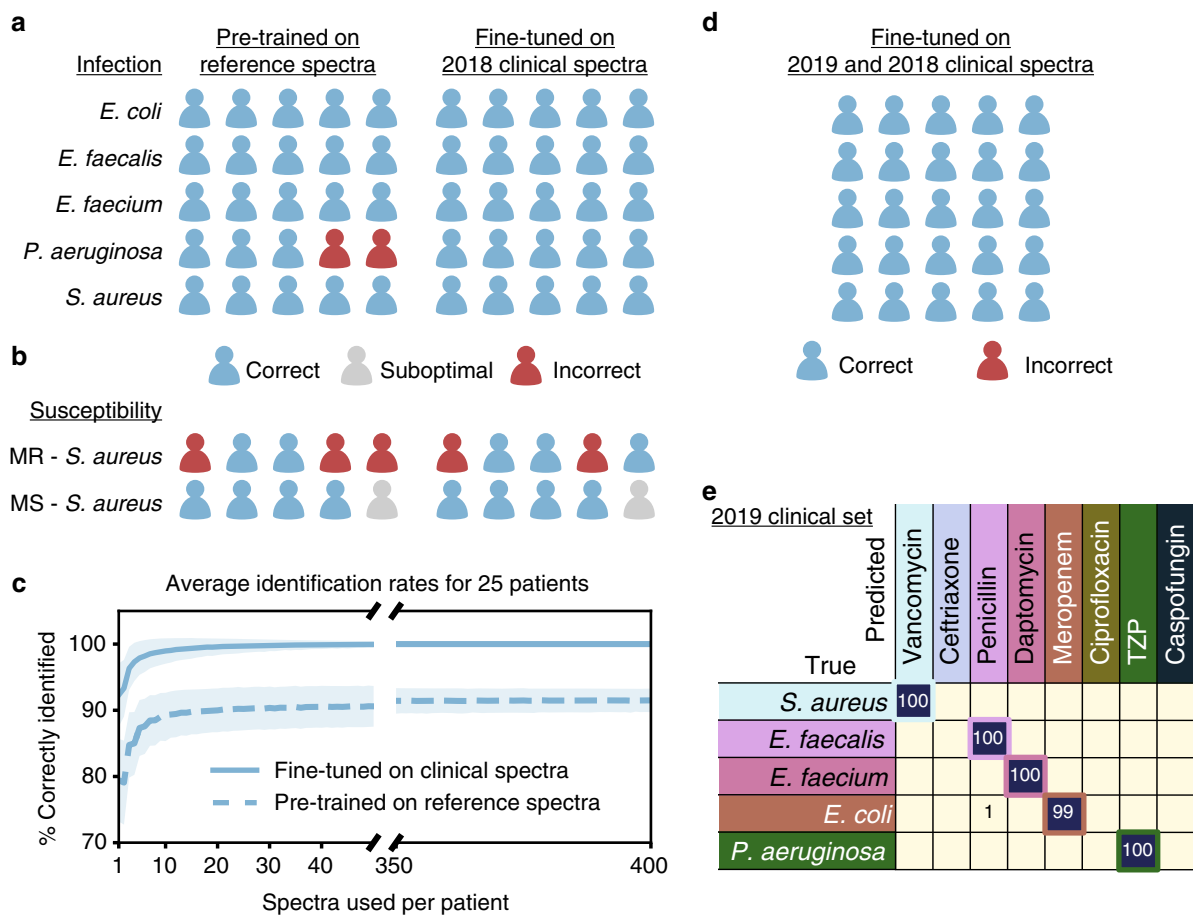 a
Pre-trained on
reference spectra
Fine-tuned on
2018 clinical spectra
Infection
E. coli
E. faecalis
E. faecium
P. aeruginosa
S. aureus
b
Correct
Suboptimal
Incorrect
Susceptibility
MR - S. aureus
MS - S. aureus
c
Average identification rates for 25 patients
% Correctly identified
100
90
80
70
Fine-tuned on clinical spectra
Pre-trained on reference spectra
1
10
20
30
40
350
400
Spectra used per patient
d
Fine-tuned on
2019 and 2018 clinical spectra
Correct
Incorrect
e
2019 clinical set
Predicted
True
Vancomycin
Ceftriaxone
Penicillin
Daptomycin
Meropenem
Ciprofloxacin
TZP
Caspofungin
S. aureus 100
E. faecalis 100
E. faecium 100
E. coli 1 99
P. aeruginosa 100